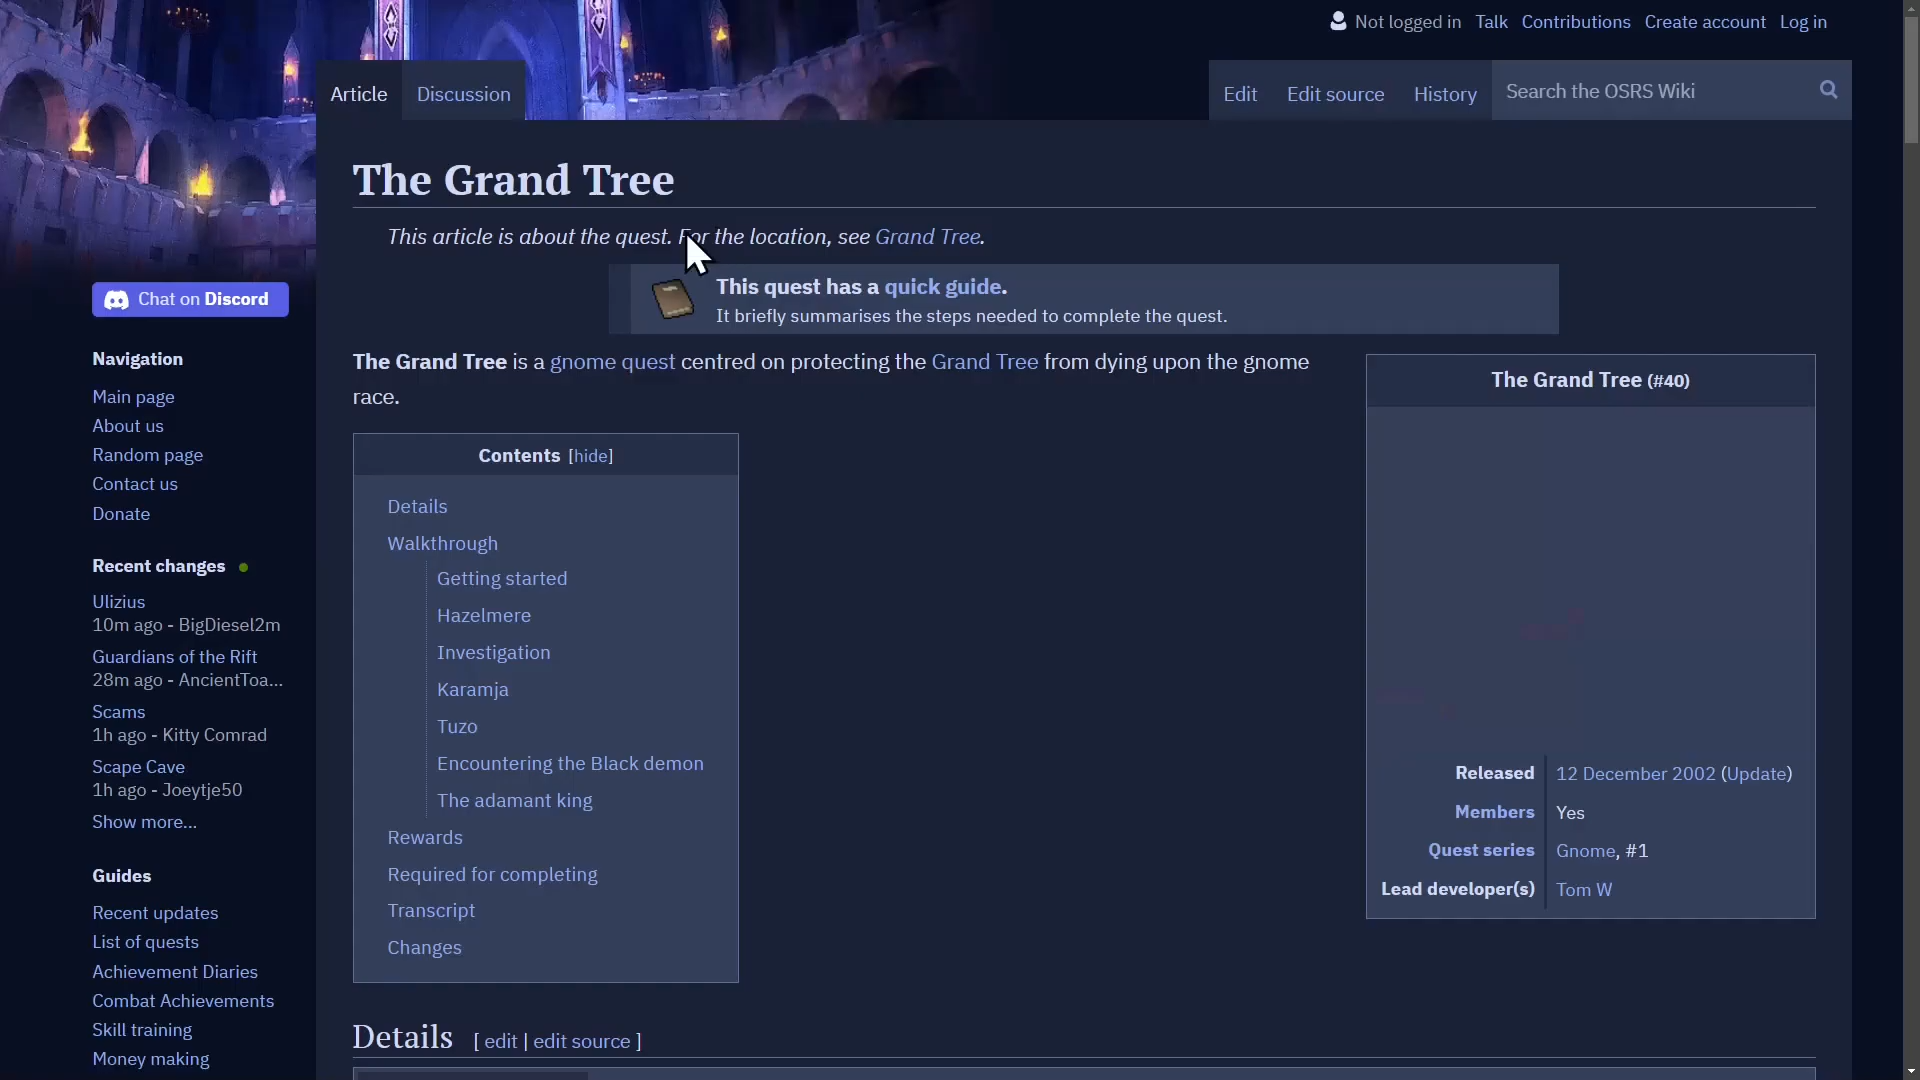 Not logged in Talk Contributions Create account Log in
Article Discussion Edit Edit source History Search the OSRS Wiki
The Grand Tree
This article is about the quest. For the location, see Grand Tree.
This quest has a quick guide.
It briefly summarises the steps needed to complete the quest.
The Grand Tree is a gnome quest centred on protecting the Grand Tree from dying upon the gnome
race.
Contents [hide]
Details
Walkthrough
Getting started
Hazelmere
Investigation
Karamja
Tuzo
Encountering the Black demon
The adamant king
Rewards
Required for completing
Transcript
Changes
The Grand Tree (#40)
Released 12 December 2002 (Update)
Members Yes
Quest series Gnome, #1
Lead developer(s) Tom W
Details [ edit | edit source ]
Chat on Discord
Navigation
Main page
About us
Random page
Contact us
Donate
Recent changes
Ulizius
10m ago - BigDiesel2m
Guardians of the Rift
28m ago - AncientToa...
Scams
1h ago - Kitty Comrad
Scape Cave
1h ago - Joeytje50
Show more...
Guides
Recent updates
List of quests
Achievement Diaries
Combat Achievements
Skill training
Money making